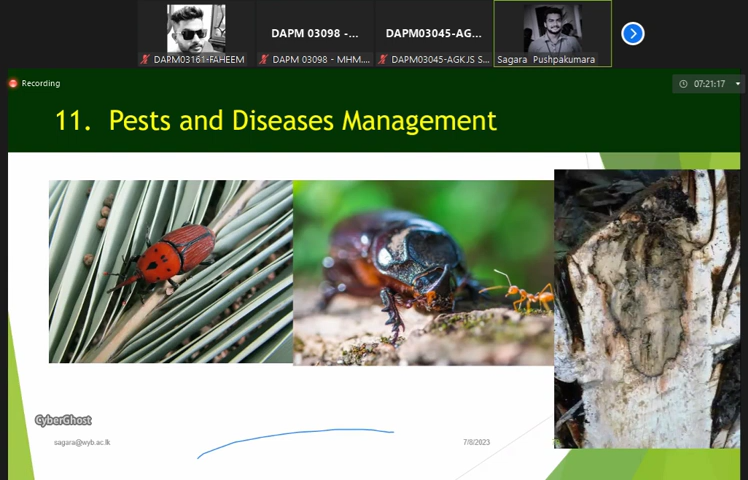 DAPM 03098 -...
DAPM03045-AG...
DAPM03161-FAHEEM
DAPM 03098 - MHM....
DAPM03045-AGKJS S...
Sagara Pushpakumara
Recording
07:21:17
11. Pests and Diseases Management
CyberGhost
sagara@wyb.ac.lk
7/8/2023